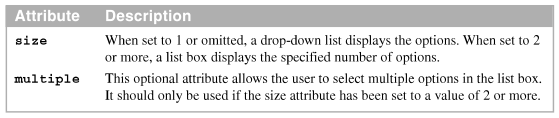 Attribute Description
size When set to 1 or omitted, a drop-down list displays the options. When set to 2
or more, a list box displays the specified number of options.
multiple This optional attribute allows the user to select multiple options in the list box.
It should only be used if the size attribute has been set to a value of 2 or more.